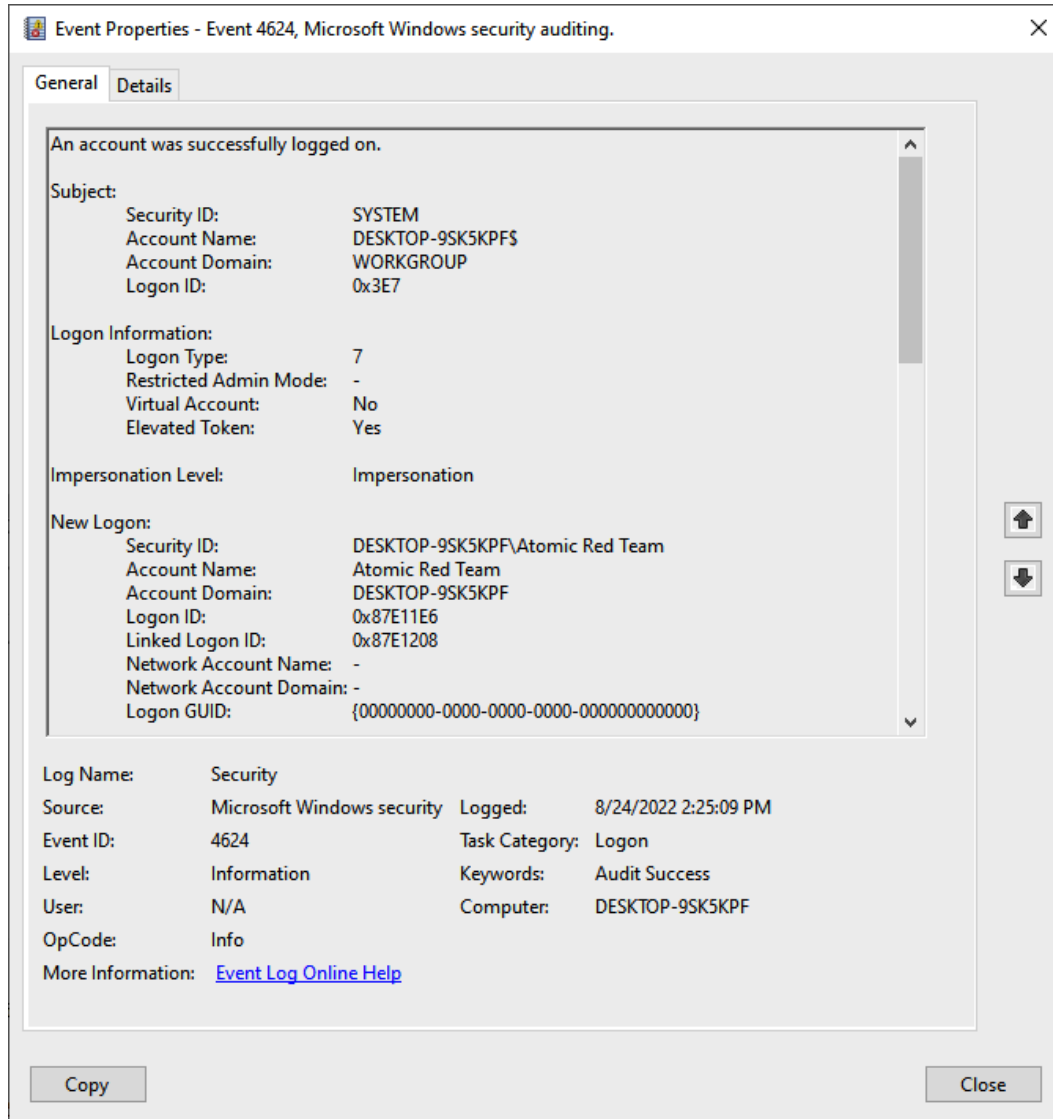 Event Properties - Event 4624, Microsoft Windows security auditing.
General Details
An account was successfully logged on.
Subject:
Security ID: SYSTEM
Account Name: DESKTOP-9SK5KPF$
Account Domain: WORKGROUP
Logon ID: 0x3E7
Logon Information:
Logon Type: 7
Restricted Admin Mode: -
Virtual Account: No
Elevated Token: Yes
Impersonation Level: Impersonation
New Logon:
Security ID: DESKTOP-9SK5KPF\Atomic Red Team
Account Name: Atomic Red Team
Account Domain: DESKTOP-9SK5KPF
Logon ID: 0x87E11E6
Linked Logon ID: 0x87E1208
Network Account Name: -
Network Account Domain: -
Logon GUID: {00000000-0000-0000-0000-000000000000}
Log Name: Security
Source: Microsoft Windows security Logged: 8/24/2022 2:25:09 PM
Event ID: 4624 Task Category: Logon
Level: Information Keywords: Audit Success
User: N/A Computer: DESKTOP-9SK5KPF
OpCode: Info
More Information: Event Log Online Help
Copy Close